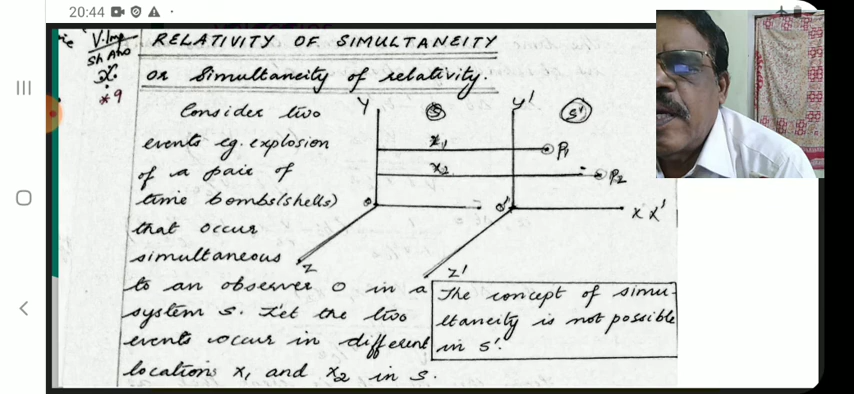 20:44
V.Imp
Sh Ans
*9
RELATIVITY OF SIMULTANEITY
or Simultaneity of relativity.
Consider two
events eg. explosion
of a pair of
time bombs(shells)
that occur
simultaneous
to an observer O in a
system S. Let the two
events occur in different
locations x₁ and x₂ in S.
Y S Y' S'
x₁ P₁
x₂ P₂
O O' X X'
Z Z'
The concept of simu-
ltaneity is not possible
in S'.